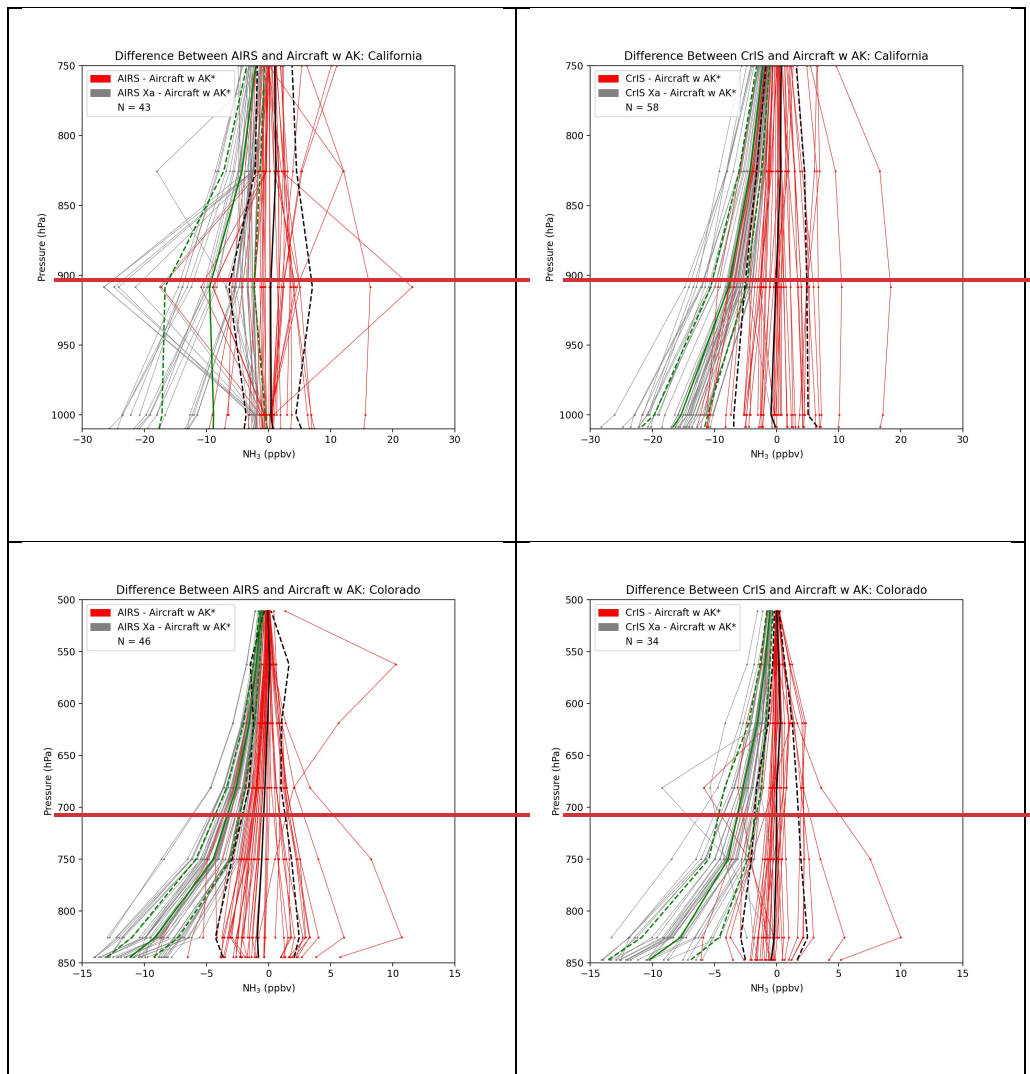 Difference Between AIRS and Aircraft w AK: California
750
800
850
900
950
1000
Pressure (hPa)
AIRS - Aircraft w AK*
AIRS Xa - Aircraft w AK*
N = 43
−30 −20 −10 0 10 20 30
NH₃ (ppbv)
Difference Between CrIS and Aircraft w AK: California
750
800
850
900
950
1000
Pressure (hPa)
CrIS - Aircraft w AK*
CrIS Xa - Aircraft w AK*
N = 58
−30 −20 −10 0 10 20 30
NH₃ (ppbv)
Difference Between AIRS and Aircraft w AK: Colorado
500
550
600
650
700
750
800
850
Pressure (hPa)
AIRS - Aircraft w AK*
AIRS Xa - Aircraft w AK*
N = 46
−15 −10 −5 0 5 10 15
NH₃ (ppbv)
Difference Between CrIS and Aircraft w AK: Colorado
500
550
600
650
700
750
800
850
Pressure (hPa)
CrIS - Aircraft w AK*
CrIS Xa - Aircraft w AK*
N = 34
−15 −10 −5 0 5 10 15
NH₃ (ppbv)